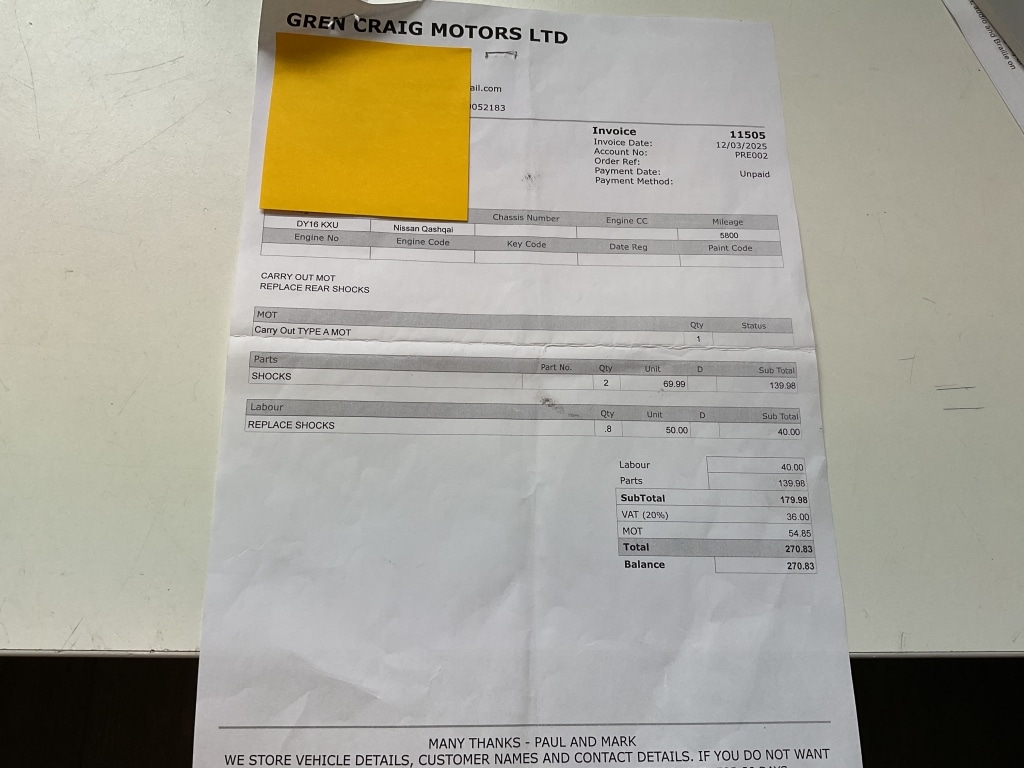 GREN CRAIG MOTORS LTD
ail.com
052183
Invoice 11505
Invoice Date: 12/03/2025
Account No: PRE002
Order Ref:
Payment Date: Unpaid
Payment Method:
Chassis Number Engine CC Mileage
DY16 KXU Nissan Qashqai 5800
Engine No Engine Code Key Code Date Reg Paint Code
CARRY OUT MOT
REPLACE REAR SHOCKS
MOT Qty Status
Carry Out TYPE A MOT 1
Parts Part No. Qty Unit D Sub Total
SHOCKS 2 69.99 139.98
Labour Qty Unit D Sub Total
REPLACE SHOCKS .8 50.00 40.00
Labour 40.00
Parts 139.98
SubTotal 179.98
VAT (20%) 36.00
MOT 54.85
Total 270.83
Balance 270.83
MANY THANKS - PAUL AND MARK
WE STORE VEHICLE DETAILS, CUSTOMER NAMES AND CONTACT DETAILS. IF YOU DO NOT WANT
and Braille on